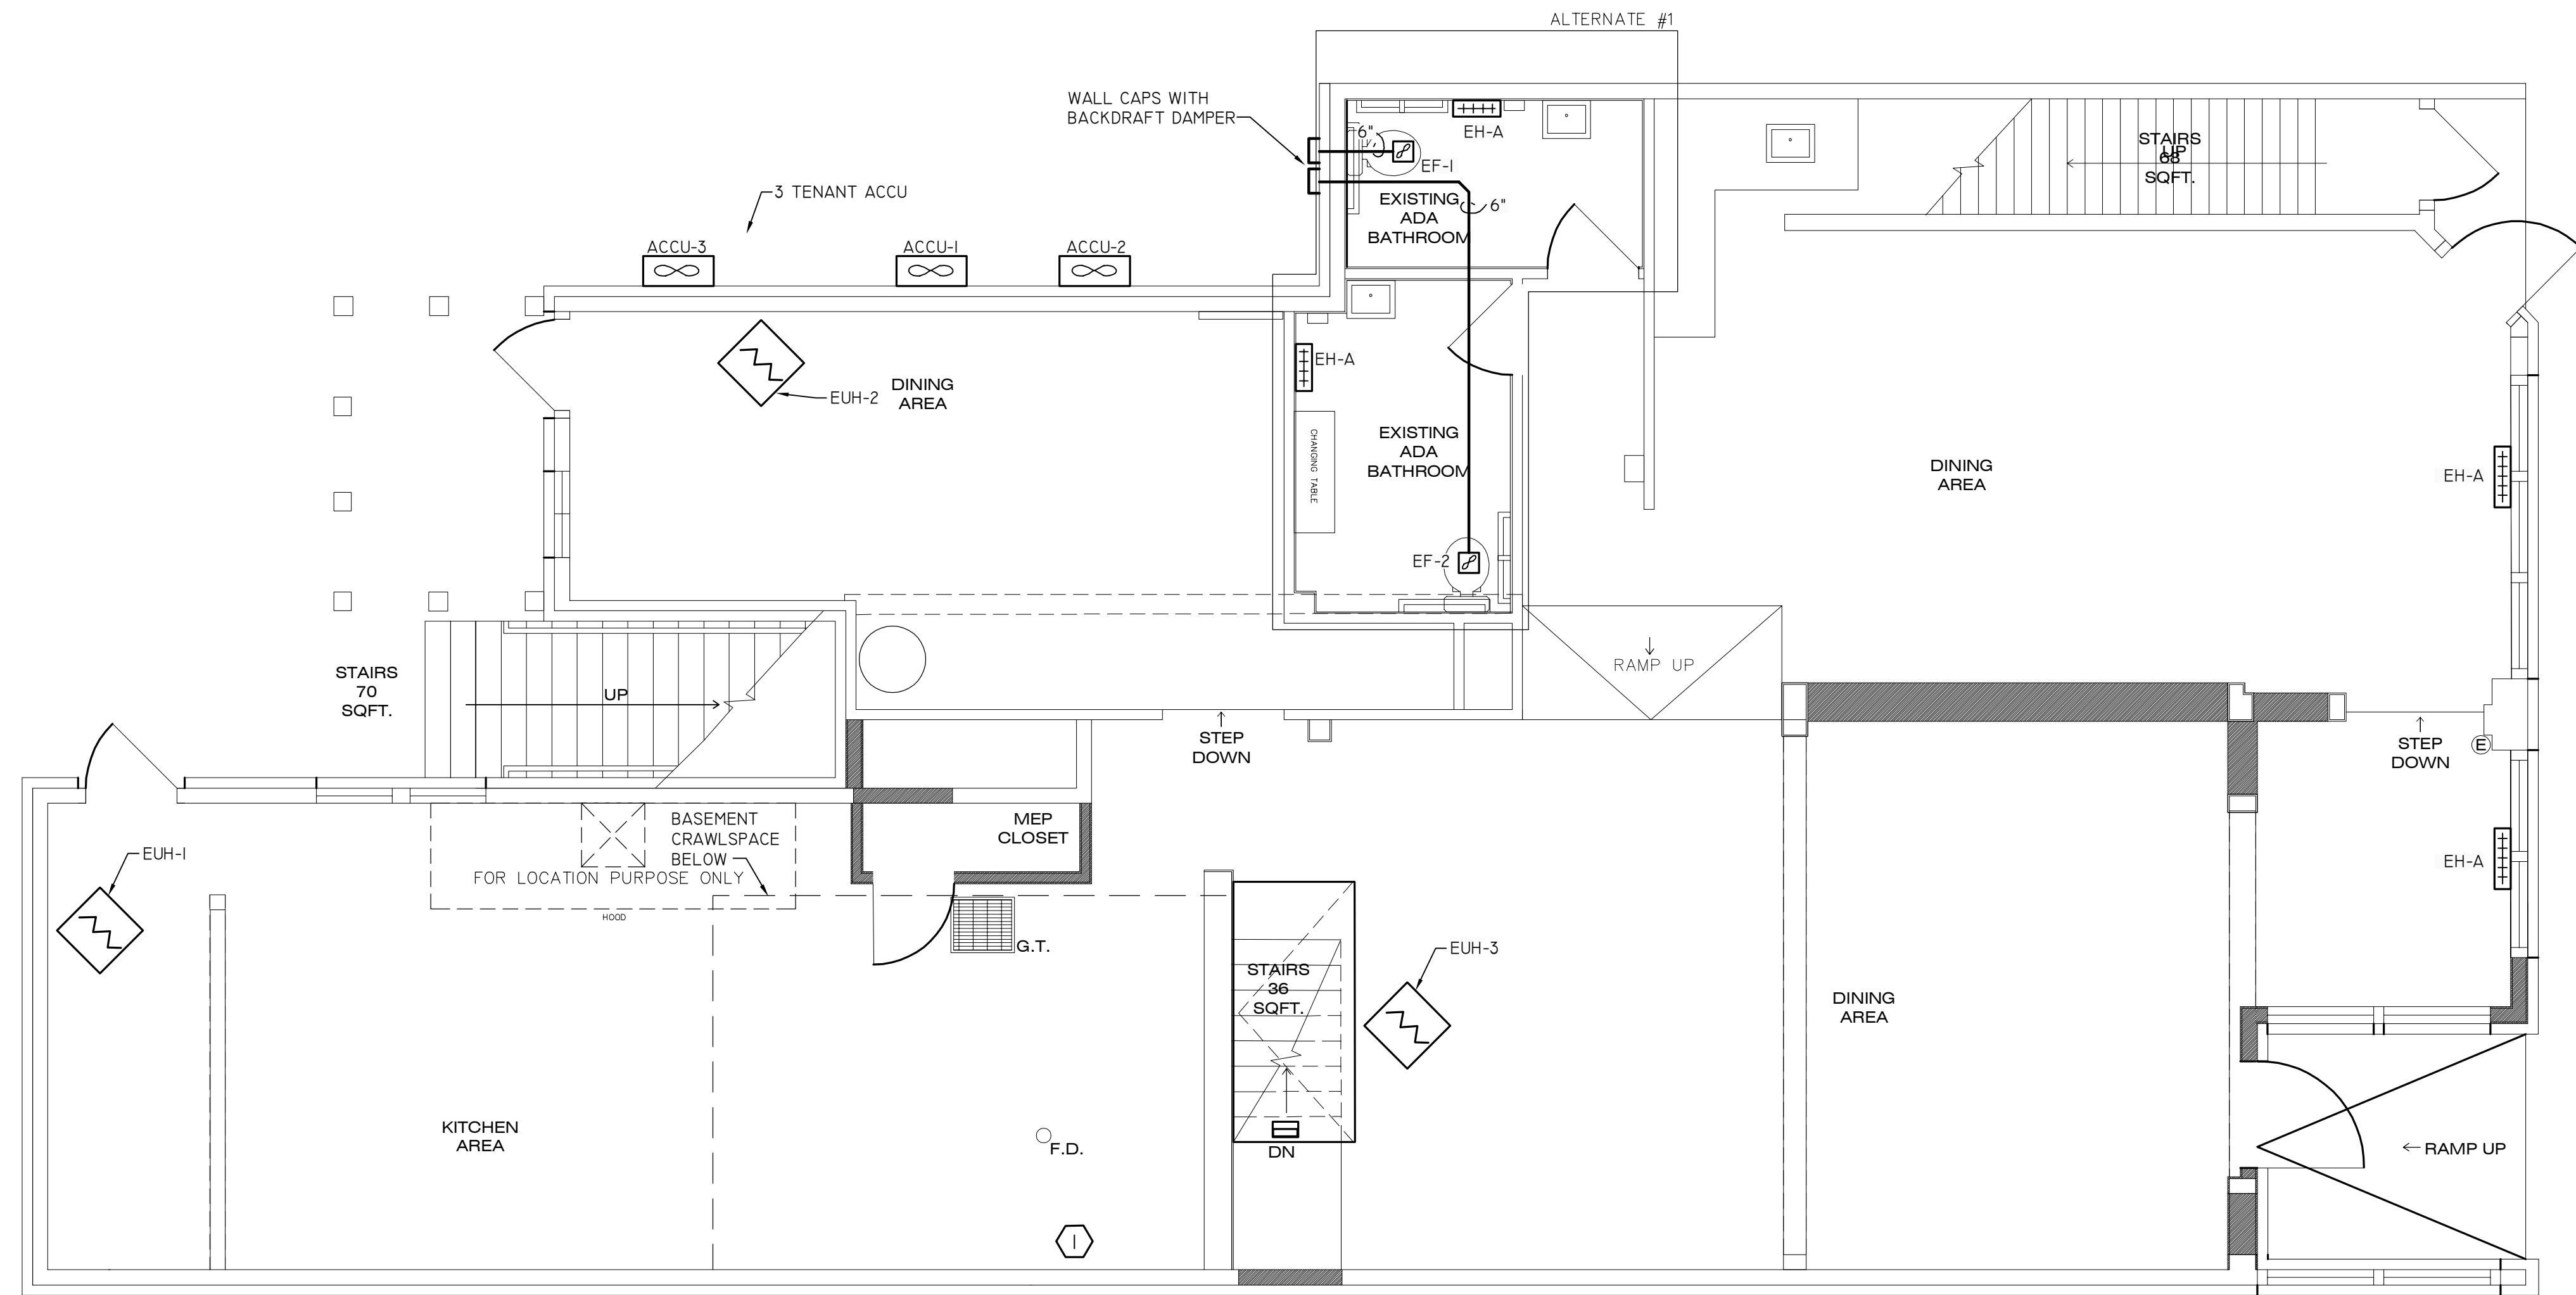 ALTERNATE #1
WALL CAPS WITH
BACKDRAFT DAMPER
6"
EH-A
EF-1
EXISTING
ADA
BATHROOM
6"
STAIRS
UP
68
SQFT.
3 TENANT ACCU
ACCU-3
ACCU-1
ACCU-2
EUH-2
DINING
AREA
EH-A
CHANGING TABLE
EXISTING
ADA
BATHROOM
EF-2
DINING
AREA
EH-A
STAIRS
70
SQFT.
UP
RAMP UP
STEP
DOWN
STEP
DOWN
E
EUH-1
BASEMENT
CRAWLSPACE
BELOW
FOR LOCATION PURPOSE ONLY
HOOD
MEP
CLOSET
G.T.
EH-A
STAIRS
36
SQFT.
EUH-3
DINING
AREA
KITCHEN
AREA
F.D.
DN
RAMP UP
1